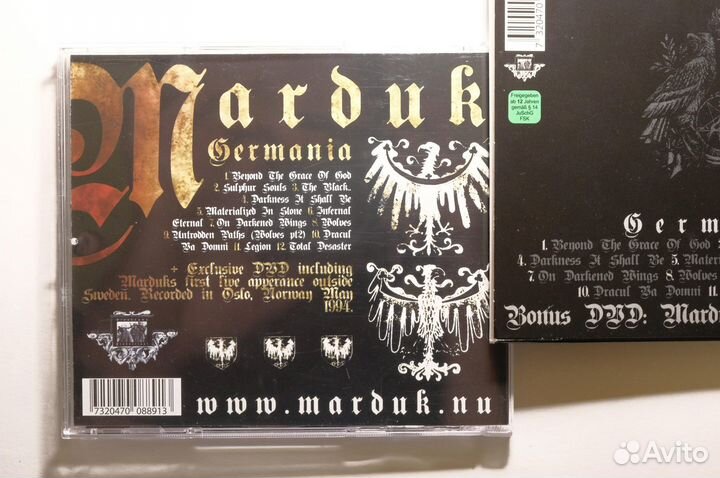 Marduk
Germania
1. Beyond The Grace Of God
2. Sulphur Souls 3. The Black.
4. Darkness It Shall Be
5. Materialized In Stone 6. Infernal
Eternal 7. On Darkened Wings 8. Wolves
9. Untrodden Paths (Wolves pt2) 10. Dracul
Va Domni 11. Legion 12. Total Desaster
+ Exclusive DVD including
Marduks first live apperance outside
Sweden. Recorded in Oslo, Norway May
1994.
7320470 088913
www.marduk.nu
7 320470
Freigegeben
ab 12 Jahren
gemäß § 14
JuSchG
FSK
Germ
1. Beyond The Grace Of God
4. Darkness It Shall Be 5. Material
7. On Darkened Wings 8. Wolves
10. Dracul Va Domni 11.
Bonus DVD: Mardu
Avito